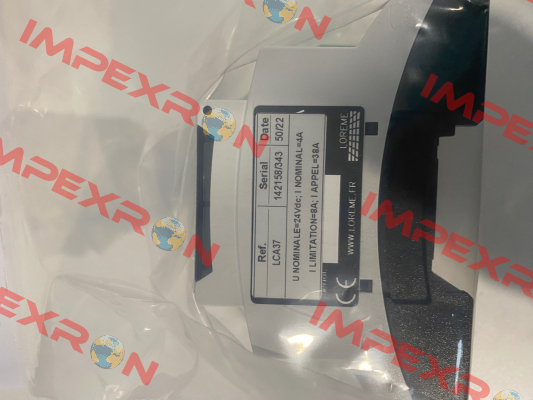 Ref. Serial Date
LCA37 142158/343 50/22
U NOMINALE=24Vdc; I NOMINAL=4A
I LIMITATION=8A; I APPEL=38A
CE WWW.LOREME.FR LOREME
IMPEXRON
IMPEXRON
IMPEXRON
IMPEXRON
IMPEXRON
IMPEXRON